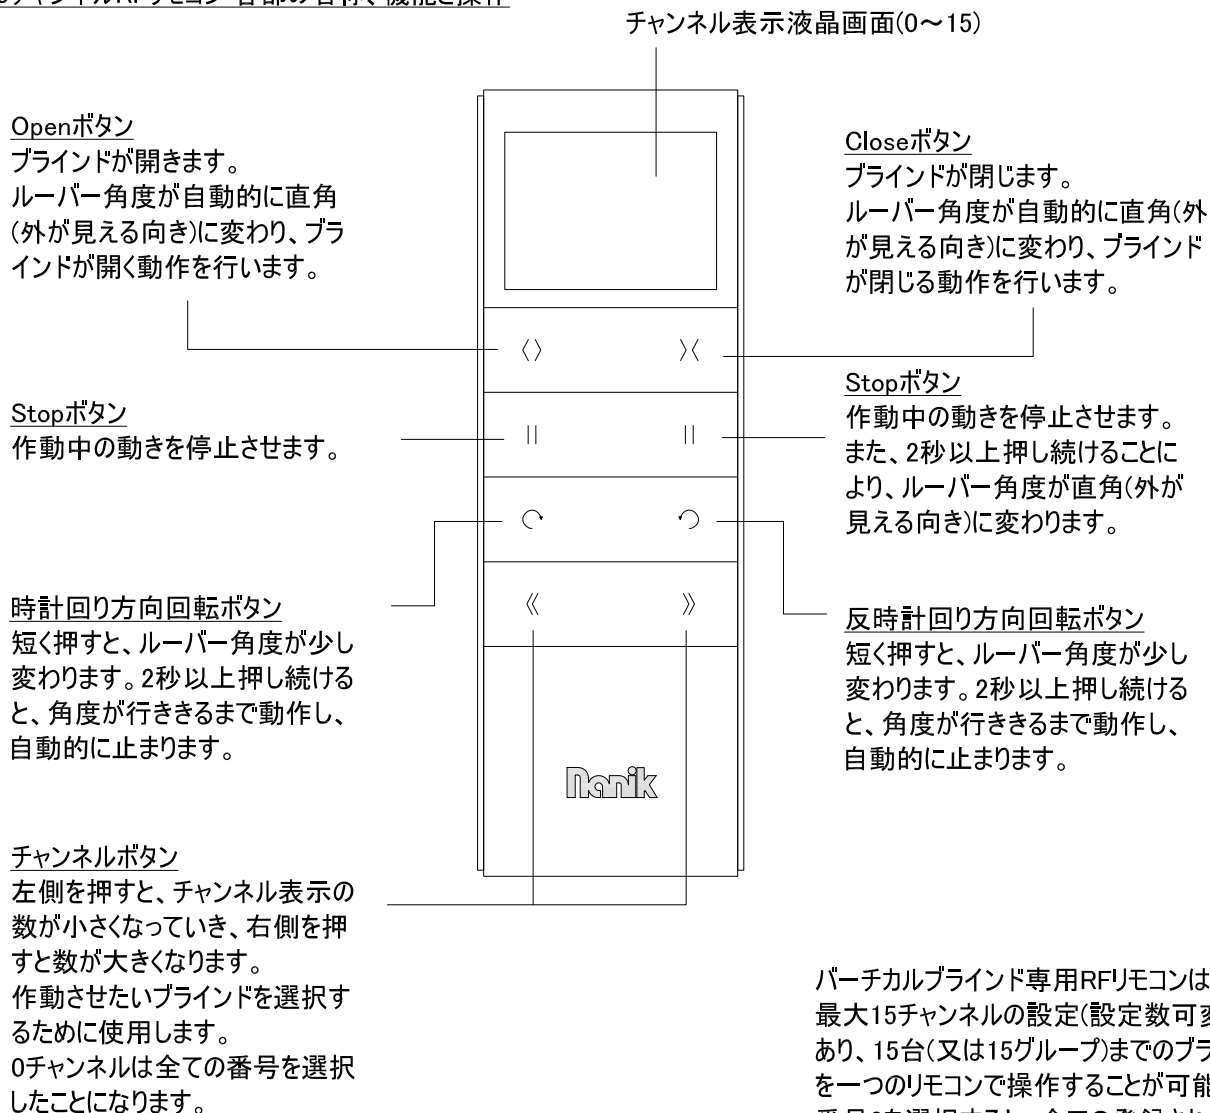 チャンネルRFリモコン 各部の名称、機能と操作
チャンネル表示液晶画面(0～15)
Openボタン
ブラインドが開きます。
ルーバー角度が自動的に直角
(外が見える向き)に変わり、ブラ
インドが開く動作を行います。
Closeボタン
ブラインドが閉じます。
ルーバー角度が自動的に直角(外
が見える向き)に変わり、ブラインド
が閉じる動作を行います。
Stopボタン
作動中の動きを停止させます。
Stopボタン
作動中の動きを停止させます。
また、2秒以上押し続けることに
より、ルーバー角度が直角(外が
見える向き)に変わります。
時計回り方向回転ボタン
短く押すと、ルーバー角度が少し
変わります。2秒以上押し続ける
と、角度が行ききるまで動作し、
自動的に止まります。
反時計回り方向回転ボタン
短く押すと、ルーバー角度が少し
変わります。2秒以上押し続ける
と、角度が行ききるまで動作し、
自動的に止まります。
Nanik
チャンネルボタン
左側を押すと、チャンネル表示の
数が小さくなっていき、右側を押
すと数が大きくなります。
作動させたいブラインドを選択す
るために使用します。
0チャンネルは全ての番号を選択
したことになります。
バーチカルブラインド専用RFリモコンは
最大15チャンネルの設定(設定数可変
あり、15台(又は15グループ)までのブラ
を一つのリモコンで操作することが可能